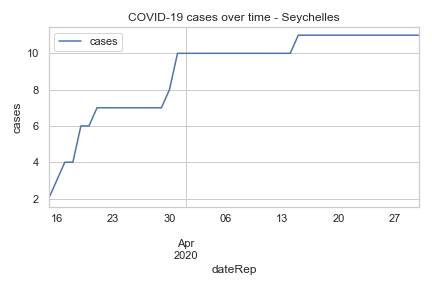 COVID-19 cases over time - Seychelles
cases
cases
10
8
6
4
2
16 23 30 06 13 20 27
Apr
2020
dateRep